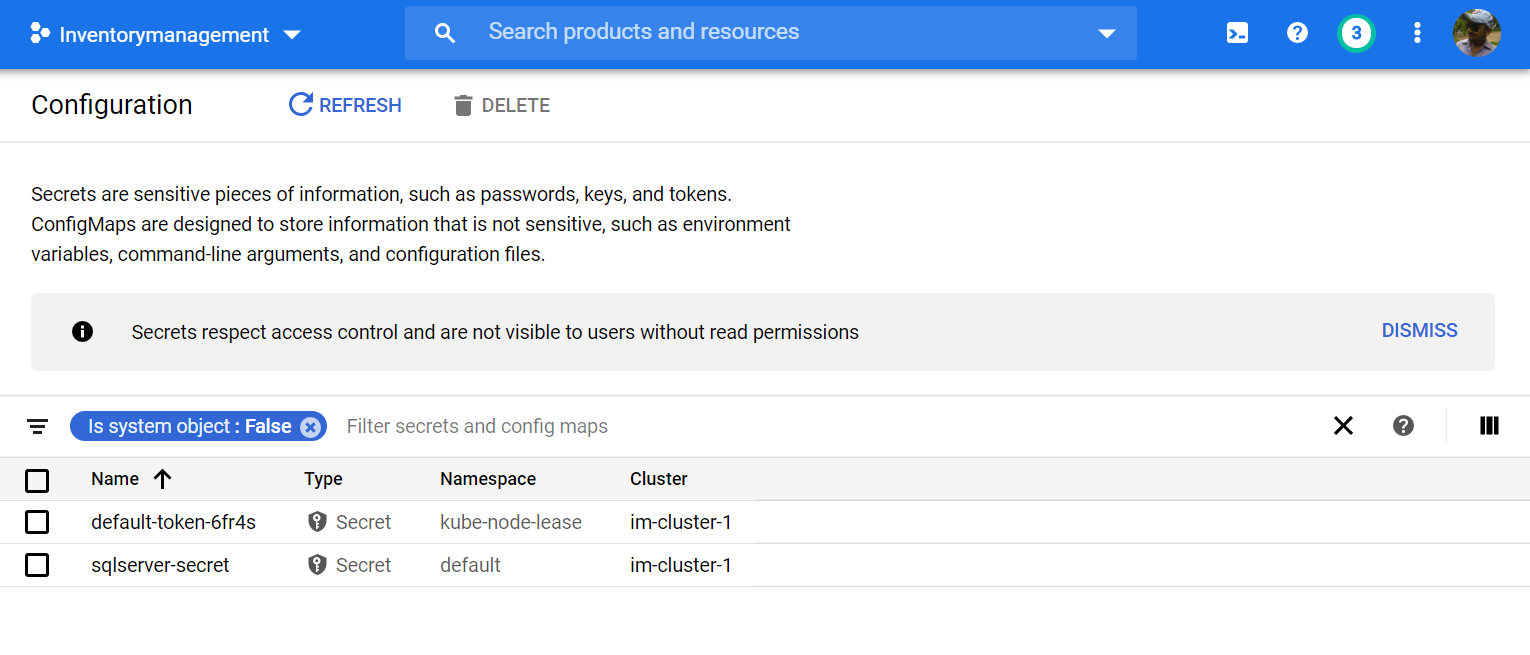 Inventorymanagement
Search products and resources
3
Configuration
REFRESH
DELETE
Secrets are sensitive pieces of information, such as passwords, keys, and tokens.
ConfigMaps are designed to store information that is not sensitive, such as environment
variables, command-line arguments, and configuration files.
Secrets respect access control and are not visible to users without read permissions
DISMISS
Is system object : False
Filter secrets and config maps
Name Type Namespace Cluster
default-token-6fr4s Secret kube-node-lease im-cluster-1
sqlserver-secret Secret default im-cluster-1